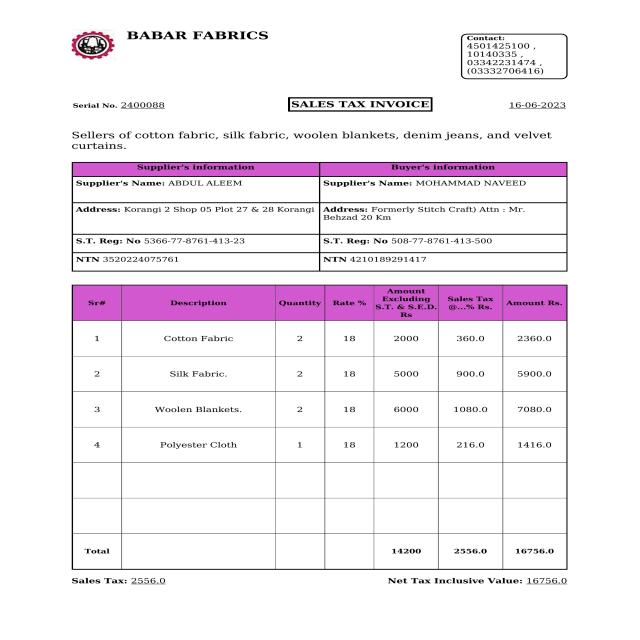 BABAR FABRICS
Contact:
4501425100 ,
10140335 ,
03342231474 ,
(03332706416)
Serial No. 2400088 SALES TAX INVOICE 16-06-2023
Sellers of cotton fabric, silk fabric, woolen blankets, denim jeans, and velvet
curtains.
Supplier's information Buyer's information
Supplier's Name: ABDUL ALEEM Supplier's Name: MOHAMMAD NAVEED
Address: Korangi 2 Shop 05 Plot 27 & 28 Korangi Address: Formerly Stitch Craft) Attn : Mr.
Behzad 20 Km
S.T. Reg: No 5366-77-8761-413-23 S.T. Reg: No 508-77-8761-413-500
NTN 3520224075761 NTN 4210189291417
Sr# Description Quantity Rate % Amount Excluding S.T. & S.E.D. Rs Sales Tax @...% Rs. Amount Rs.
1 Cotton Fabric 2 18 2000 360.0 2360.0
2 Silk Fabric. 2 18 5000 900.0 5900.0
3 Woolen Blankets. 2 18 6000 1080.0 7080.0
4 Polyester Cloth 1 18 1200 216.0 1416.0
Total 14200 2556.0 16756.0
Sales Tax: 2556.0 Net Tax Inclusive Value: 16756.0